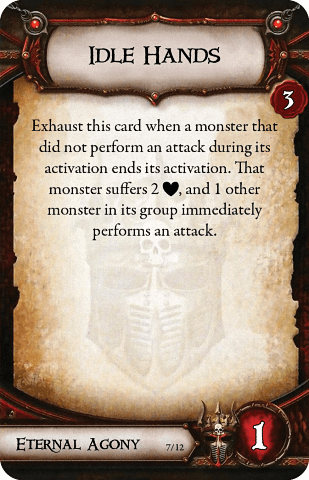 Idle Hands
3
Exhaust this card when a monster that
did not perform an attack during its
activation ends its activation. That
monster suffers 2 ♥, and 1 other
monster in its group immediately
performs an attack.
Eternal Agony 7/12
1